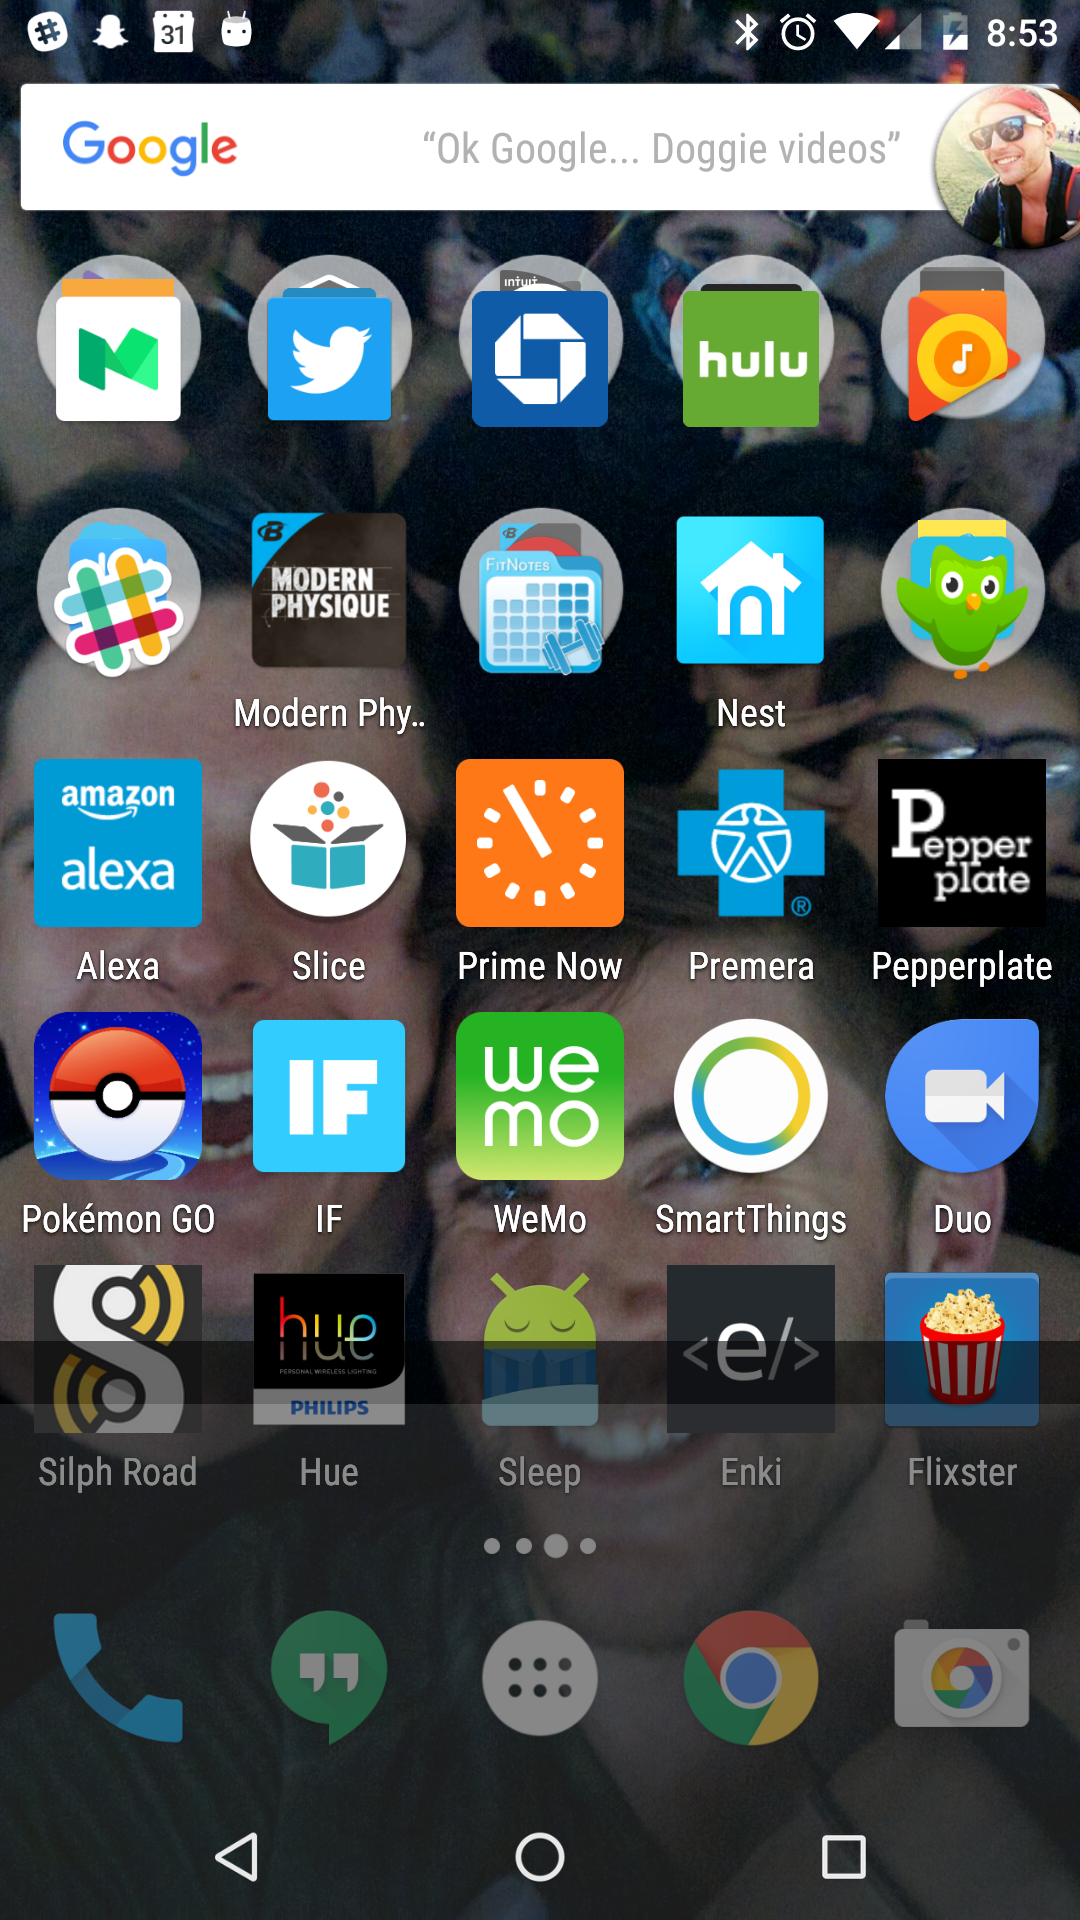 31
8:53
Google
“Ok Google... Doggie videos”
intuit
hulu
MODERN
PHYSIQUE
FITNOTES
Modern Phy..
Nest
amazon
alexa
Pepper
plate
Alexa
Slice
Prime Now
Premera
Pepperplate
IF
we
mo
Pokémon GO
IF
WeMo
SmartThings
Duo
hue
PERSONAL WIRELESS LIGHTING
PHILIPS
<e/>
Silph Road
Hue
Sleep
Enki
Flixster